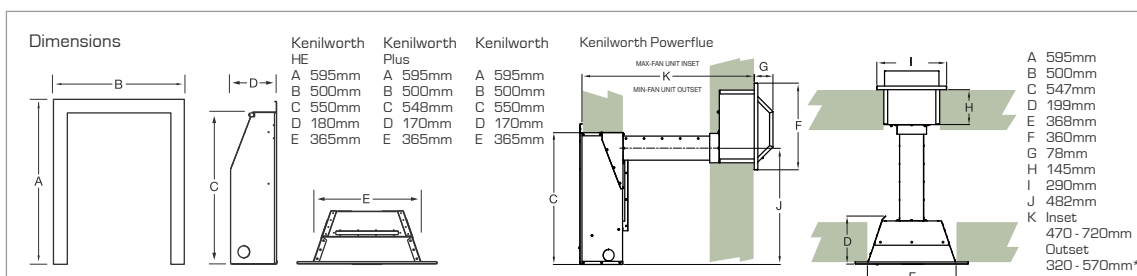 Dimensions
Kenilworth
HE
A 595mm
B 500mm
C 550mm
D 180mm
E 365mm
Kenilworth
Plus
A 595mm
B 500mm
C 548mm
D 170mm
E 365mm
Kenilworth
A 595mm
B 500mm
C 550mm
D 170mm
E 365mm
B
A
D
C
E
Kenilworth Powerflue
MAX-FAN UNIT INSET
K
MIN-FAN UNIT OUTSET
G
F
C
J
I
H
D
E
A 595mm
B 500mm
C 547mm
D 199mm
E 368mm
F 360mm
G 78mm
H 145mm
I 290mm
J 482mm
K Inset
470 - 720mm
Outset
320 - 570mm*